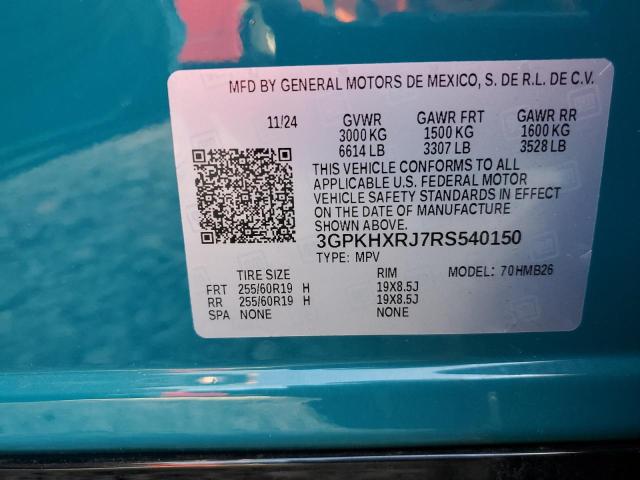 MFD BY GENERAL MOTORS DE MEXICO, S. DE R.L. DE C.V.
11/24 GVWR GAWR FRT GAWR RR
3000 KG 1500 KG 1600 KG
6614 LB 3307 LB 3528 LB
THIS VEHICLE CONFORMS TO ALL
APPLICABLE U.S. FEDERAL MOTOR
VEHICLE SAFETY STANDARDS IN EFFECT
ON THE DATE OF MANUFACTURE
SHOWN ABOVE.
3GPKHXRJ7RS540150
TYPE: MPV
TIRE SIZE RIM MODEL: 70HMB26
FRT 255/60R19 H 19X8.5J
RR 255/60R19 H 19X8.5J
SPA NONE NONE